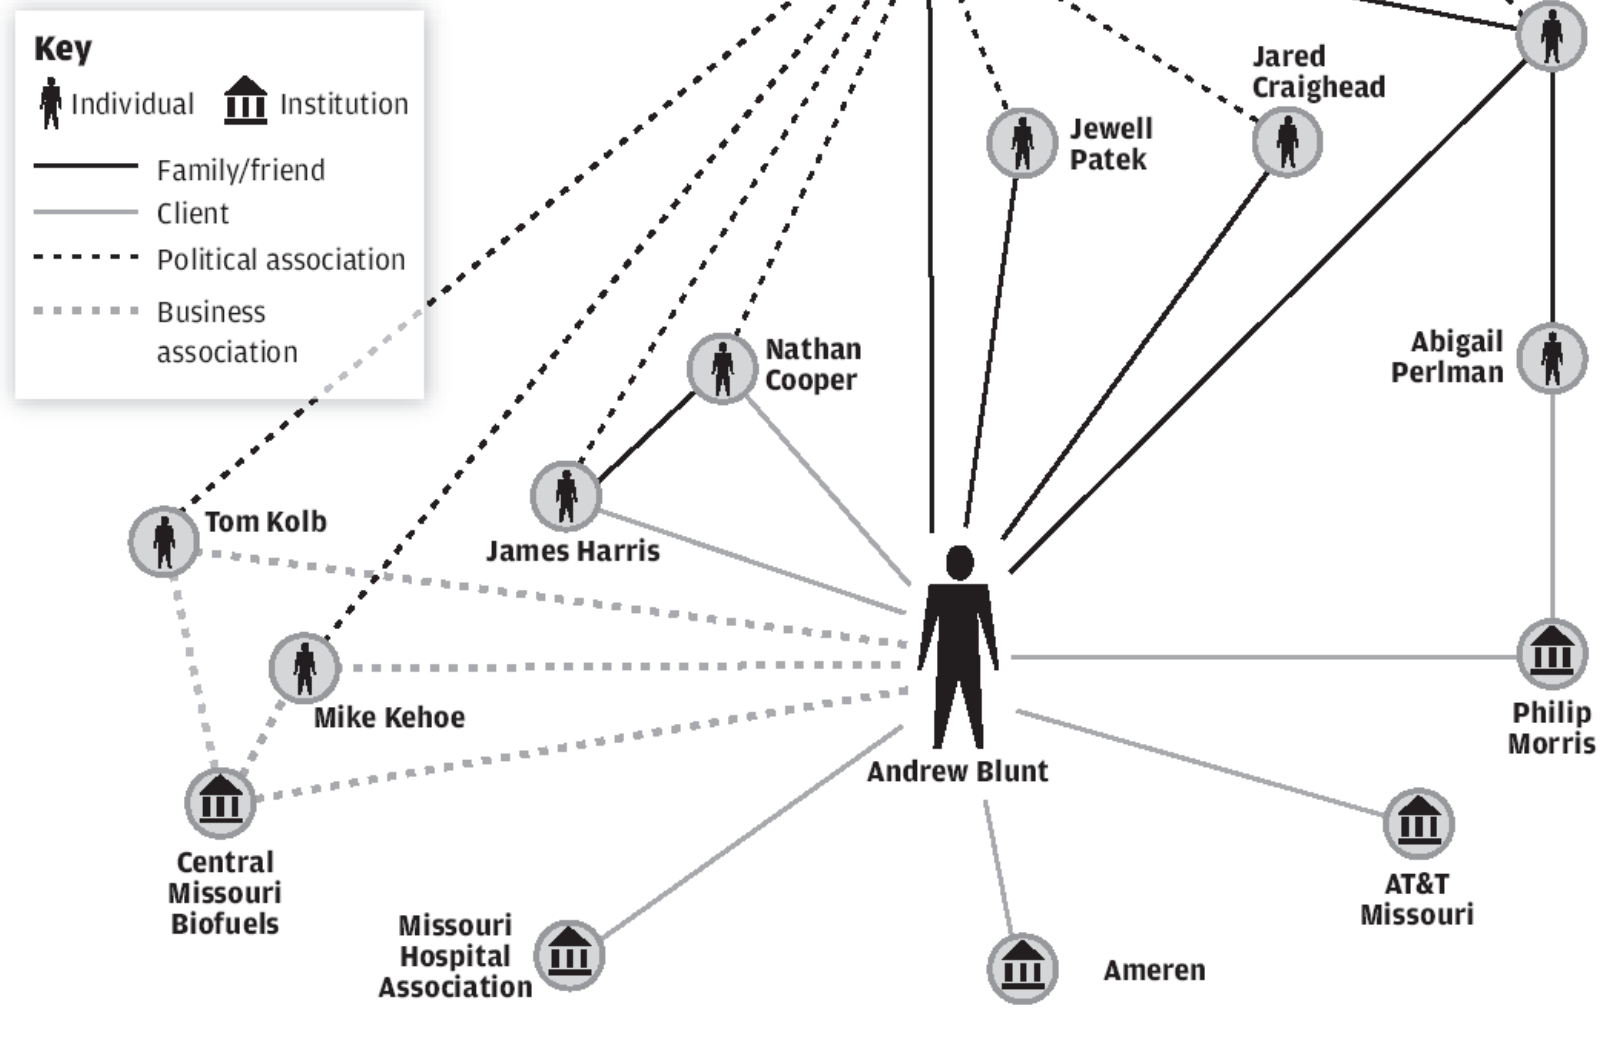 Key
Individual
Institution
Family/friend
Client
Political association
Business
association
Jared
Craighead
Jewell
Patek
Nathan
Cooper
Abigail
Perlman
Tom Kolb
James Harris
Mike Kehoe
Andrew Blunt
Philip
Morris
Central
Missouri
Biofuels
AT&T
Missouri
Missouri
Hospital
Association
Ameren